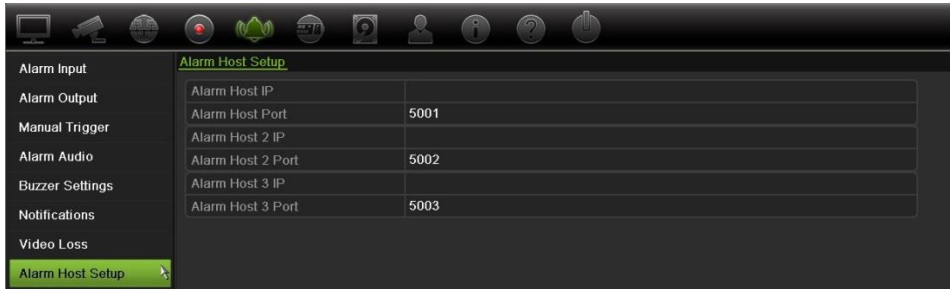 Alarm Input
Alarm Output
Manual Trigger
Alarm Audio
Buzzer Settings
Notifications
Video Loss
Alarm Host Setup
Alarm Host Setup
Alarm Host IP
Alarm Host Port 5001
Alarm Host 2 IP
Alarm Host 2 Port 5002
Alarm Host 3 IP
Alarm Host 3 Port 5003